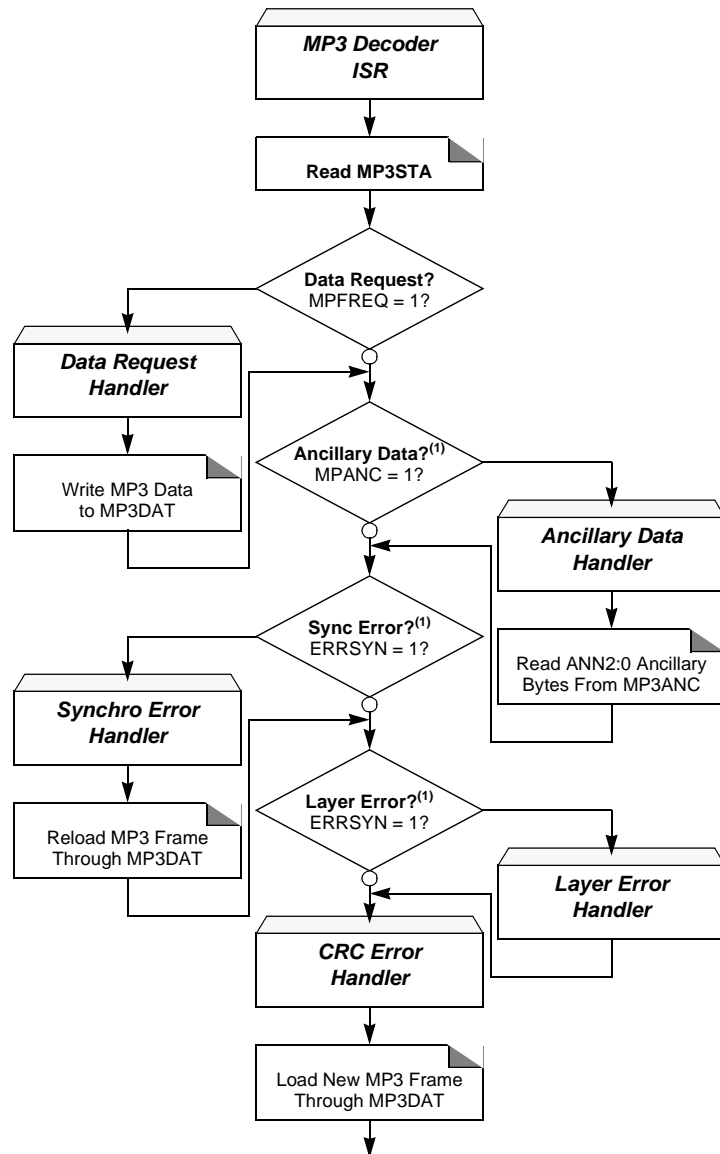 MP3 Decoder
ISR
Read MP3STA
Data Request?
MPFREQ = 1?
Data Request
Handler
Write MP3 Data
to MP3DAT
Ancillary Data?(1)
MPANC = 1?
Ancillary Data
Handler
Read ANN2:0 Ancillary
Bytes From MP3ANC
Sync Error?(1)
ERRSYN = 1?
Synchro Error
Handler
Reload MP3 Frame
Through MP3DAT
Layer Error?(1)
ERRSYN = 1?
Layer Error
Handler
CRC Error
Handler
Load New MP3 Frame
Through MP3DAT